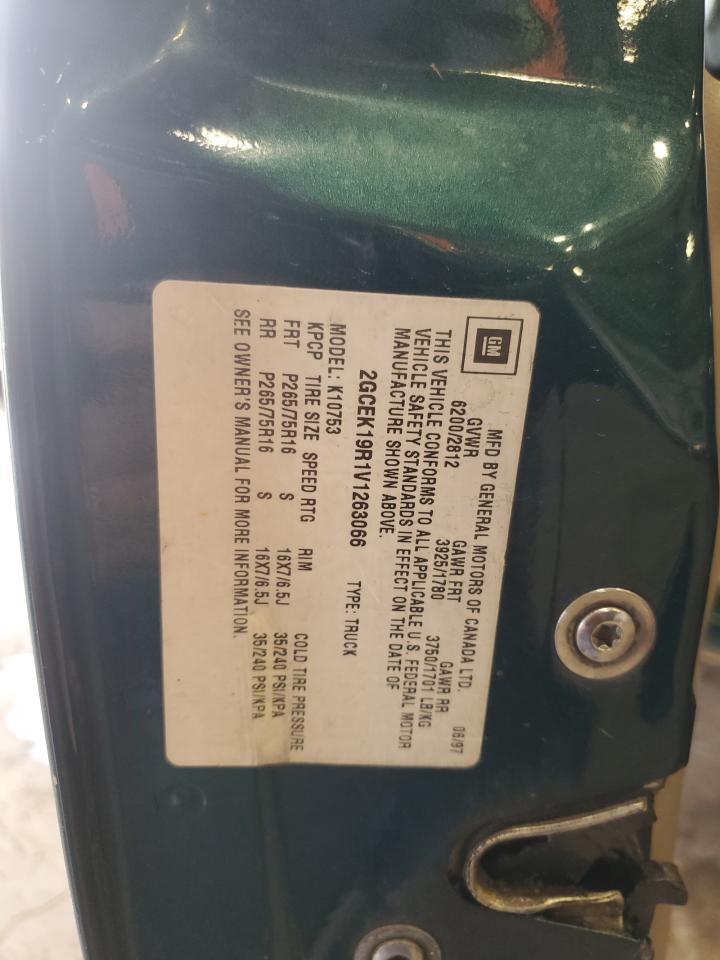 GM
MFD BY GENERAL MOTORS OF CANADA LTD.
06/97
GVWR GAWR FRT GAWR RR
6200/2812 3925/1780 3750/1701 LB/KG
THIS VEHICLE CONFORMS TO ALL APPLICABLE U.S. FEDERAL MOTOR
VEHICLE SAFETY STANDARDS IN EFFECT ON THE DATE OF
MANUFACTURE SHOWN ABOVE.
2GCEK19R1V1263066 TYPE: TRUCK
MODEL: K10753
KPCP TIRE SIZE SPEED RTG RIM COLD TIRE PRESSURE
FRT P265/75R16 S 16X7/6.5J 35/240 PSI/KPA
RR P265/75R16 S 16X7/6.5J 35/240 PSI/KPA
SEE OWNER'S MANUAL FOR MORE INFORMATION.